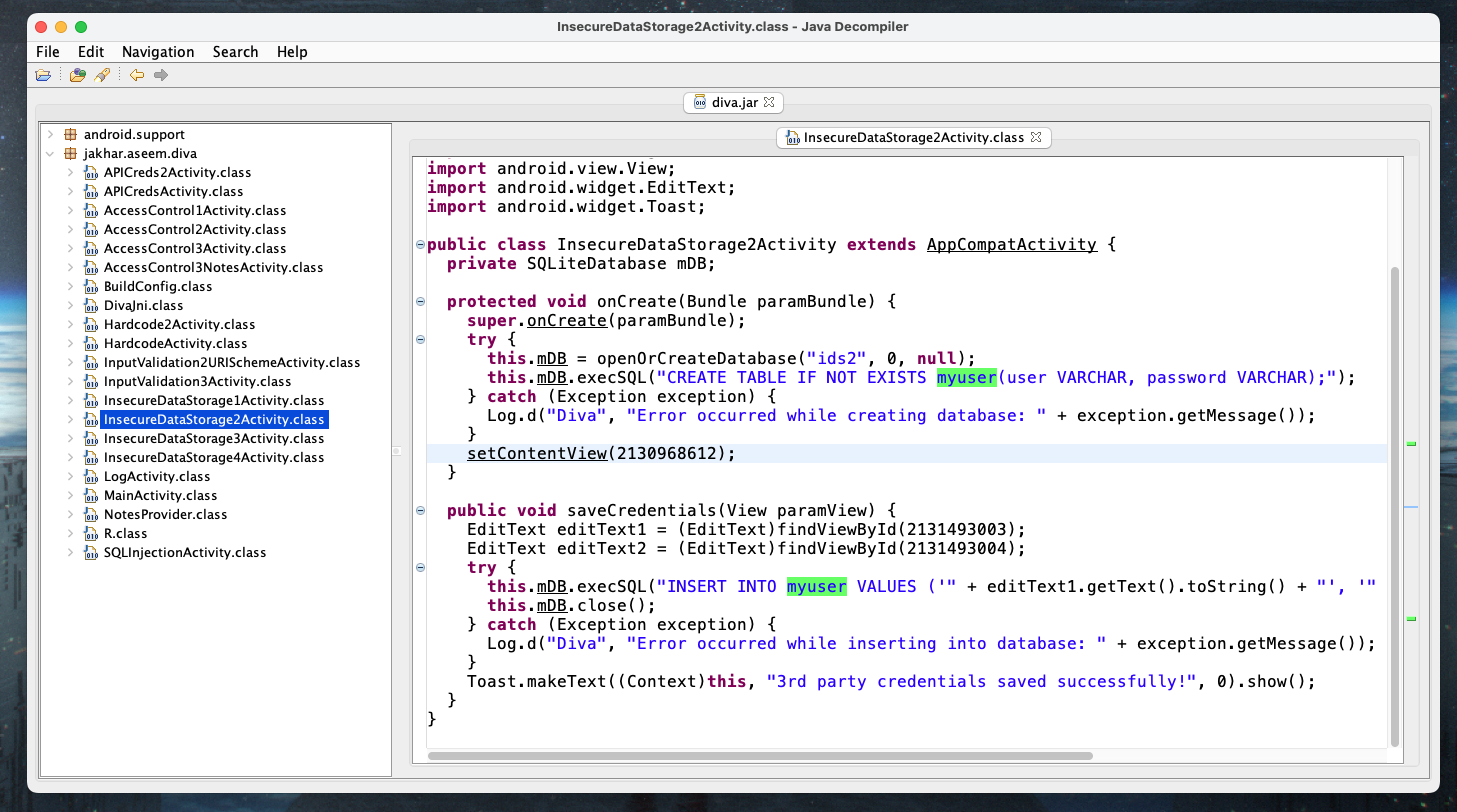 InsecureDataStorage2Activity.class - Java Decompiler
File Edit Navigation Search Help
diva.jar
android.support
jakhar.aseem.diva
APICreds2Activity.class
APICredsActivity.class
AccessControl1Activity.class
AccessControl2Activity.class
AccessControl3Activity.class
AccessControl3NotesActivity.class
BuildConfig.class
DivaJni.class
Hardcode2Activity.class
HardcodeActivity.class
InputValidation2URISchemeActivity.class
InputValidation3Activity.class
InsecureDataStorage1Activity.class
InsecureDataStorage2Activity.class
InsecureDataStorage3Activity.class
InsecureDataStorage4Activity.class
LogActivity.class
MainActivity.class
NotesProvider.class
R.class
SQLInjectionActivity.class
InsecureDataStorage2Activity.class
import android.view.View;
import android.widget.EditText;
import android.widget.Toast;
public class InsecureDataStorage2Activity extends AppCompatActivity {
private SQLiteDatabase mDB;
protected void onCreate(Bundle paramBundle) {
super.onCreate(paramBundle);
try {
this.mDB = openOrCreateDatabase("ids2", 0, null);
this.mDB.execSQL("CREATE TABLE IF NOT EXISTS myuser(user VARCHAR, password VARCHAR);");
} catch (Exception exception) {
Log.d("Diva", "Error occurred while creating database: " + exception.getMessage());
}
setContentView(2130968612);
}
public void saveCredentials(View paramView) {
EditText editText1 = (EditText)findViewById(2131493003);
EditText editText2 = (EditText)findViewById(2131493004);
try {
this.mDB.execSQL("INSERT INTO myuser VALUES ('" + editText1.getText().toString() + "', '"
this.mDB.close();
} catch (Exception exception) {
Log.d("Diva", "Error occurred while inserting into database: " + exception.getMessage());
}
Toast.makeText((Context)this, "3rd party credentials saved successfully!", 0).show();
}
}